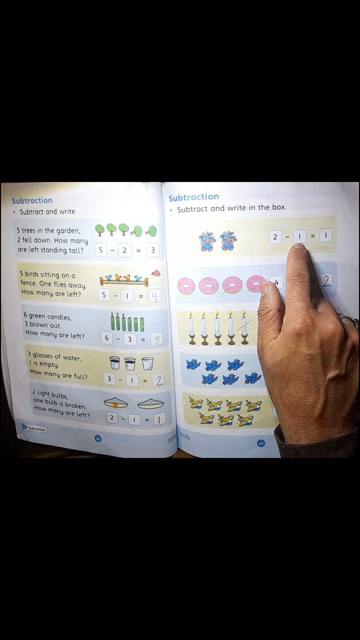 Subtraction
Subtract and write.
5 trees in the garden,
2 fell down. How many
are left standing tall?
5 - 2 = 3
5 birds sitting on a
fence. One flies away.
How many are left?
5 - 1 =
6 green candles,
3 blown out.
How many are left?
6 - 3 =
3 glasses of water,
1 is empty.
How many are full?
3 - 1 = 2
2 light bulbs,
one bulb is broken,
How many are left?
2 - 1 = 1
Subtraction
Subtraction
Subtract and write in the box.
2 - 1 = 1
2